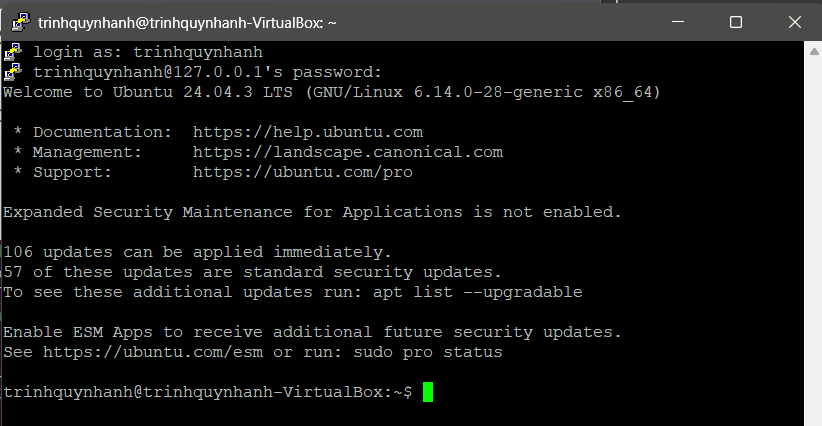 trinhquynhanh@trinhquynhanh-VirtualBox: ~
login as: trinhquynhanh
trinhquynhanh@127.0.0.1's password:
Welcome to Ubuntu 24.04.3 LTS (GNU/Linux 6.14.0-28-generic x86_64)
* Documentation:  https://help.ubuntu.com
* Management:     https://landscape.canonical.com
* Support:        https://ubuntu.com/pro
Expanded Security Maintenance for Applications is not enabled.
106 updates can be applied immediately.
57 of these updates are standard security updates.
To see these additional updates run: apt list --upgradable
Enable ESM Apps to receive additional future security updates.
See https://ubuntu.com/esm or run: sudo pro status
trinhquynhanh@trinhquynhanh-VirtualBox:~$